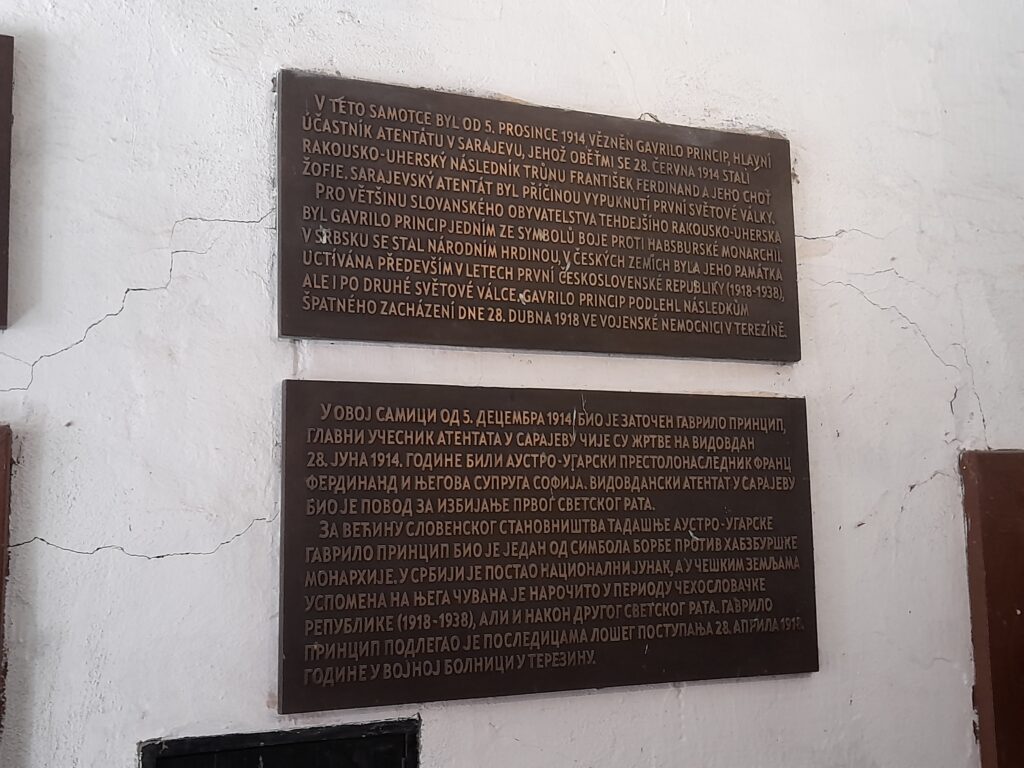 V TÉTO SAMOTCE BYL OD 5. PROSINCE 1914 VĚZNĚN GAVRILO PRINCIP, HLAVNÍ
ÚČASTNÍK ATENTÁTU V SARAJEVU, JEHOŽ OBĚŤMI SE 28. ČERVNA 1914 STALI
RAKOUSKO-UHERSKÝ NÁSLEDNÍK TRŮNU FRANTIŠEK FERDINAND A JEHO CHOŤ
ŽOFIE. SARAJEVSKÝ ATENTÁT BYL PŘÍČINOU VYPUKNUTÍ PRVNÍ SVĚTOVÉ VÁLKY.
PRO VĚTŠINU SLOVANSKÉHO OBYVATELSTVA TEHDEJŠÍHO RAKOUSKO-UHERSKA
BYL GAVRILO PRINCIP JEDNÍM ZE SYMBOLŮ BOJE PROTI HABSBURSKÉ MONARCHII.
V SRBSKU SE STAL NÁRODNÍM HRDINOU, V ČESKÝCH ZEMÍCH BYLA JEHO PAMÁTKA
UCTÍVÁNA PŘEDEVŠÍM V LETECH PRVNÍ ČESKOSLOVENSKÉ REPUBLIKY (1918-1938),
ALE I PO DRUHÉ SVĚTOVÉ VÁLCE. GAVRILO PRINCIP PODLEHL NÁSLEDKŮM
ŠPATNÉHO ZACHÁZENÍ DNE 28. DUBNA 1918 VE VOJENSKÉ NEMOCNICI V TEREZÍNĚ.
У ОВОЈ САМИЦИ ОД 5. ДЕЦЕМБРА 1914. БИО ЈЕ ЗАТОЧЕН ГАВРИЛО ПРИНЦИП,
ГЛАВНИ УЧЕСНИК АТЕНТАТА У САРАЈЕВУ ЧИЈЕ СУ ЖРТВЕ НА ВИДОВДАН
28. ЈУНА 1914. ГОДИНЕ БИЛИ АУСТРО-УГАРСКИ ПРЕСТОЛОНАСЛЕДНИК ФРАНЦ
ФЕРДИНАНД И ЊЕГОВА СУПРУГА СОФИЈА. ВИДОВДАНСКИ АТЕНТАТ У САРАЈЕВУ
БИО ЈЕ ПОВОД ЗА ИЗБИЈАЊЕ ПРВОГ СВЕТСКОГ РАТА.
ЗА ВЕЋИНУ СЛОВЕНСКОГ СТАНОВНИШТВА ТАДАШЊЕ АУСТРО-УГАРСКЕ
ГАВРИЛО ПРИНЦИП БИО ЈЕ ЈЕДАН ОД СИМБОЛА БОРБЕ ПРОТИВ ХАБЗБУРШКЕ
МОНАРХИЈЕ. У СРБИЈИ ЈЕ ПОСТАО НАЦИОНАЛНИ ЈУНАК, А У ЧЕШКИМ ЗЕМЉАМА
УСПОМЕНА НА ЊЕГА ЧУВАНА ЈЕ НАРОЧИТО У ПЕРИОДУ ЧЕХОСЛОВАЧКЕ
РЕПУБЛИКЕ (1918-1938), АЛИ И НАКОН ДРУГОГ СВЕТСКОГ РАТА. ГАВРИЛО
ПРИНЦИП ПОДЛЕГАО ЈЕ ПОСЛЕДИЦАМА ЛОШЕГ ПОСТУПАЊА 28. АПРИЛА 1918.
ГОДИНЕ У ВОЈНОЈ БОЛНИЦИ У ТЕРЕЗИНУ.